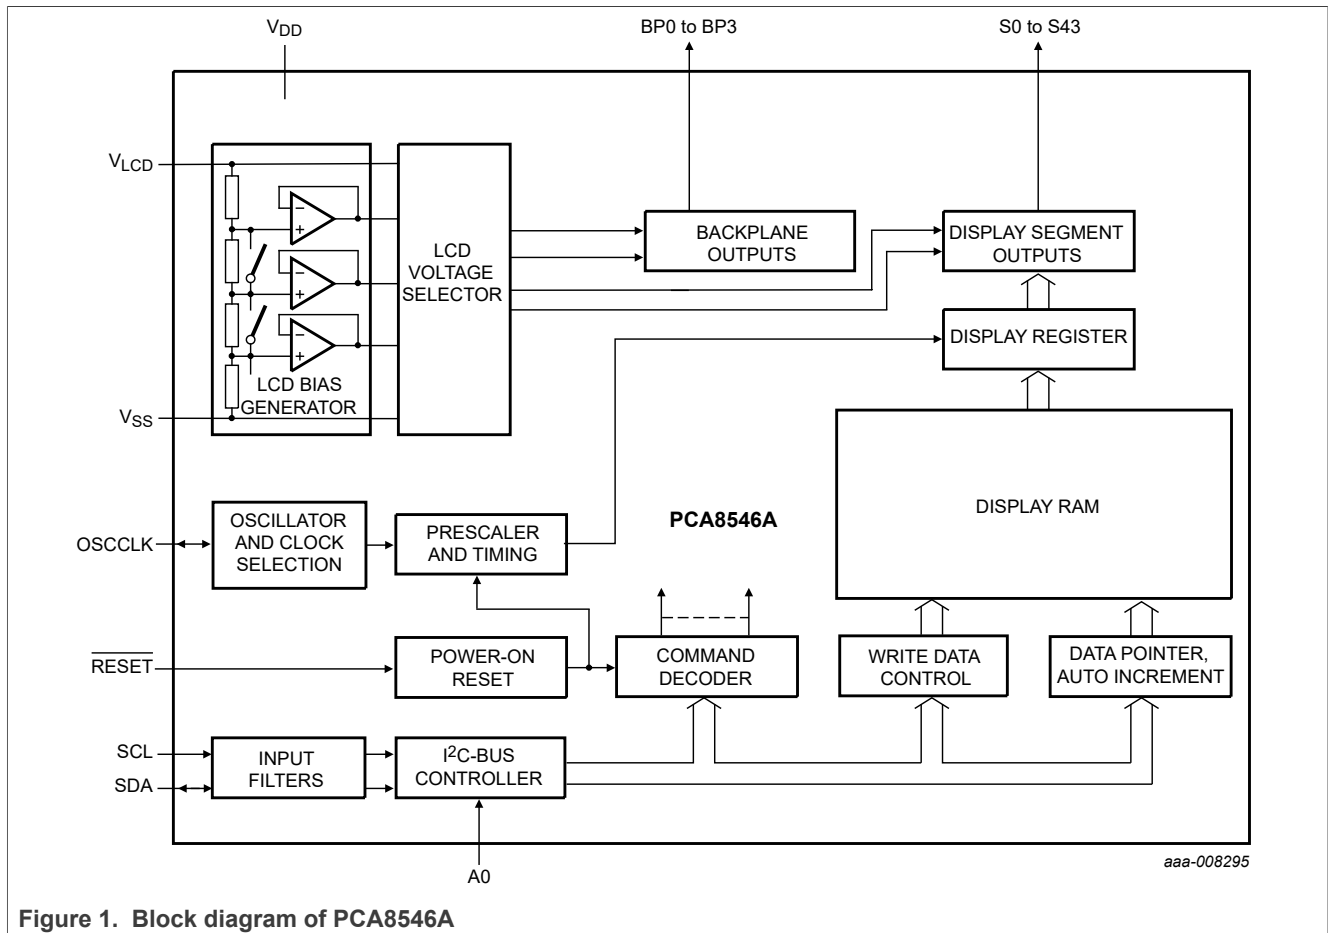 VDD
BP0 to BP3
S0 to S43
VLCD
LCD
VOLTAGE
SELECTOR
BACKPLANE
OUTPUTS
DISPLAY SEGMENT
OUTPUTS
DISPLAY REGISTER
LCD BIAS
GENERATOR
VSS
DISPLAY RAM
OSCCLK
OSCILLATOR
AND CLOCK
SELECTION
PRESCALER
AND TIMING
PCA8546A
RESET
POWER-ON
RESET
COMMAND
DECODER
WRITE DATA
CONTROL
DATA POINTER,
AUTO INCREMENT
SCL
SDA
INPUT
FILTERS
I2C-BUS
CONTROLLER
A0
aaa-008295
Figure 1. Block diagram of PCA8546A